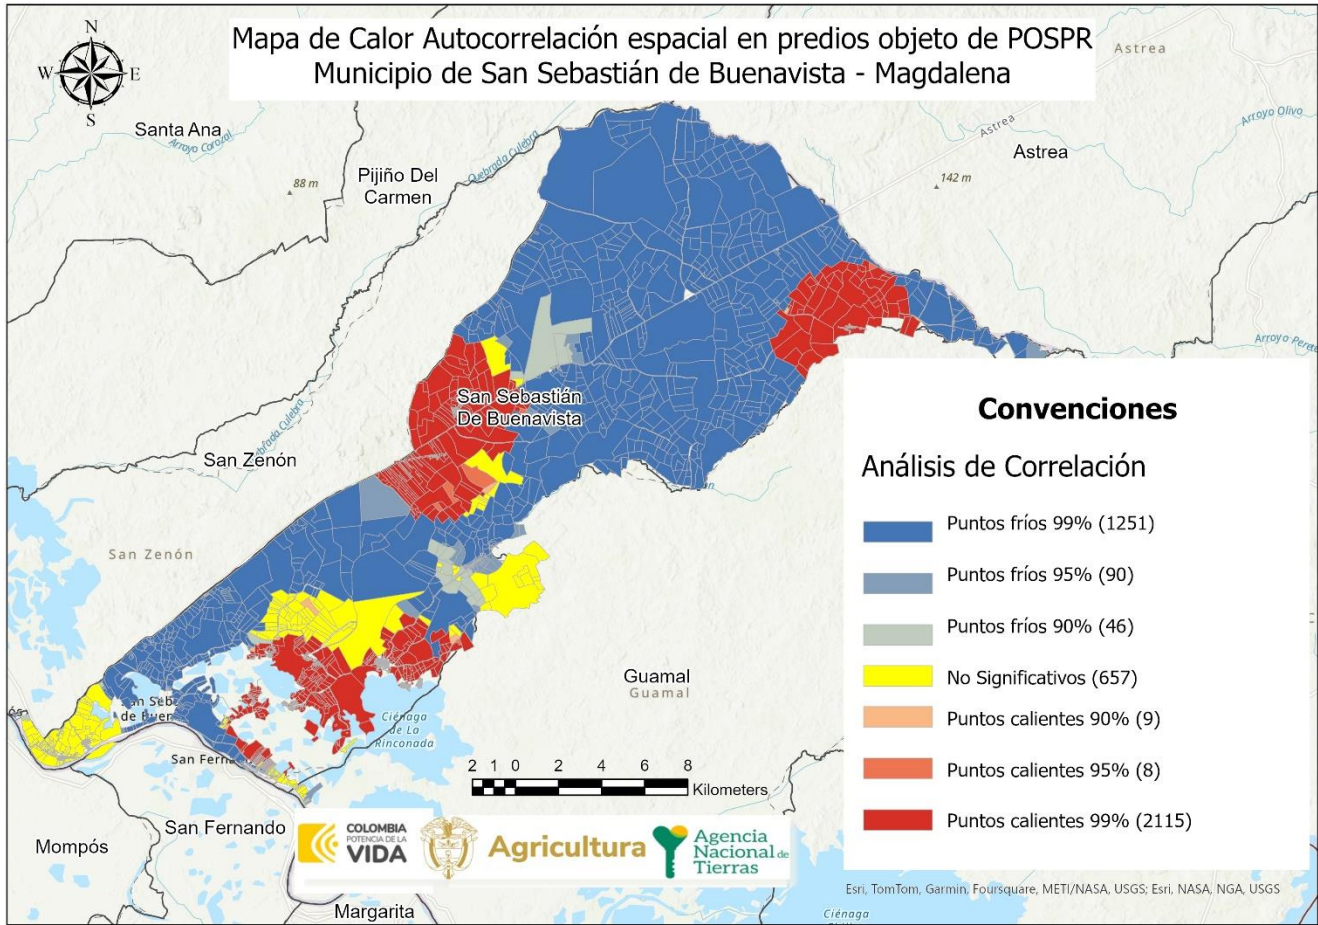 Mapa de Calor Autocorrelación espacial en predios objeto de POSPR
Municipio de San Sebastián de Buenavista - Magdalena
N
W
E
S
Santa Ana
Arroyo Corozal
88 m
Pijiño Del
Carmen
Quebrada Culebra
Astrea
Astrea
Astrea
142 m
Arroyo Olivo
San Sebastián
De Buenavista
San Zenón
San Zenón
Guamal
Guamal
Ciénaga
de La
Rinconada
San Fernando
Mompós
Margarita
Ciénaga
2 1 0 2 4 6 8
Kilometers
Convenciones
Análisis de Correlación
Puntos fríos 99% (1251)
Puntos fríos 95% (90)
Puntos fríos 90% (46)
No Significativos (657)
Puntos calientes 90% (9)
Puntos calientes 95% (8)
Puntos calientes 99% (2115)
COLOMBIA
POTENCIA DE LA
VIDA
Agricultura
Agencia
Nacional de
Tierras
Esri, TomTom, Garmin, Foursquare, METI/NASA, USGS; Esri, NASA, NGA, USGS